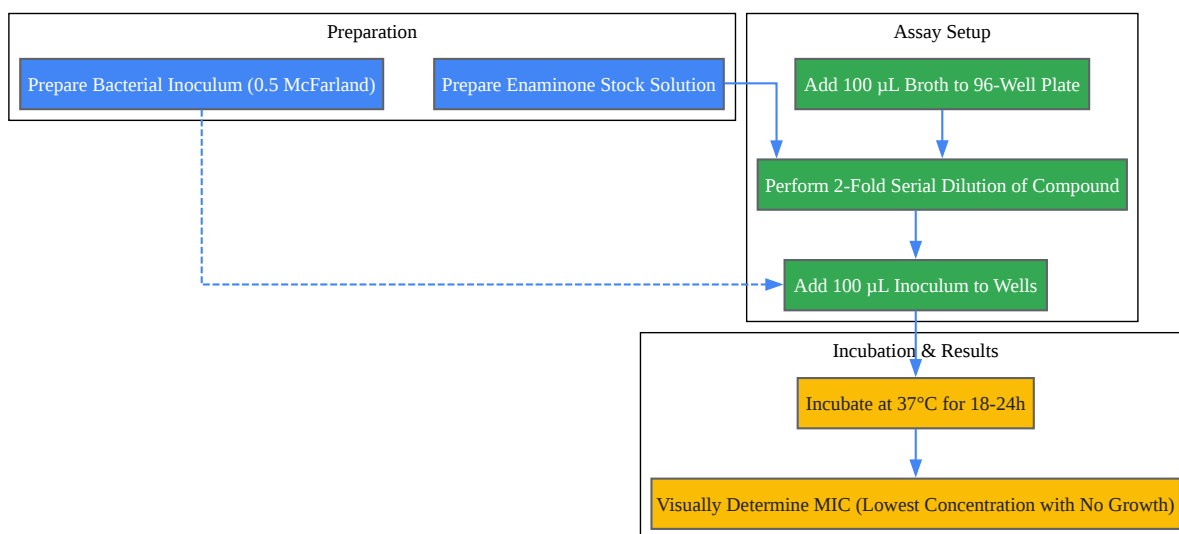 Preparation
Prepare Bacterial Inoculum (0.5 McFarland)
Prepare Enaminone Stock Solution
Assay Setup
Add 100 µL Broth to 96-Well Plate
Perform 2-Fold Serial Dilution of Compound
Add 100 µL Inoculum to Wells
Incubation & Results
Incubate at 37°C for 18-24h
Visually Determine MIC (Lowest Concentration with No Growth)